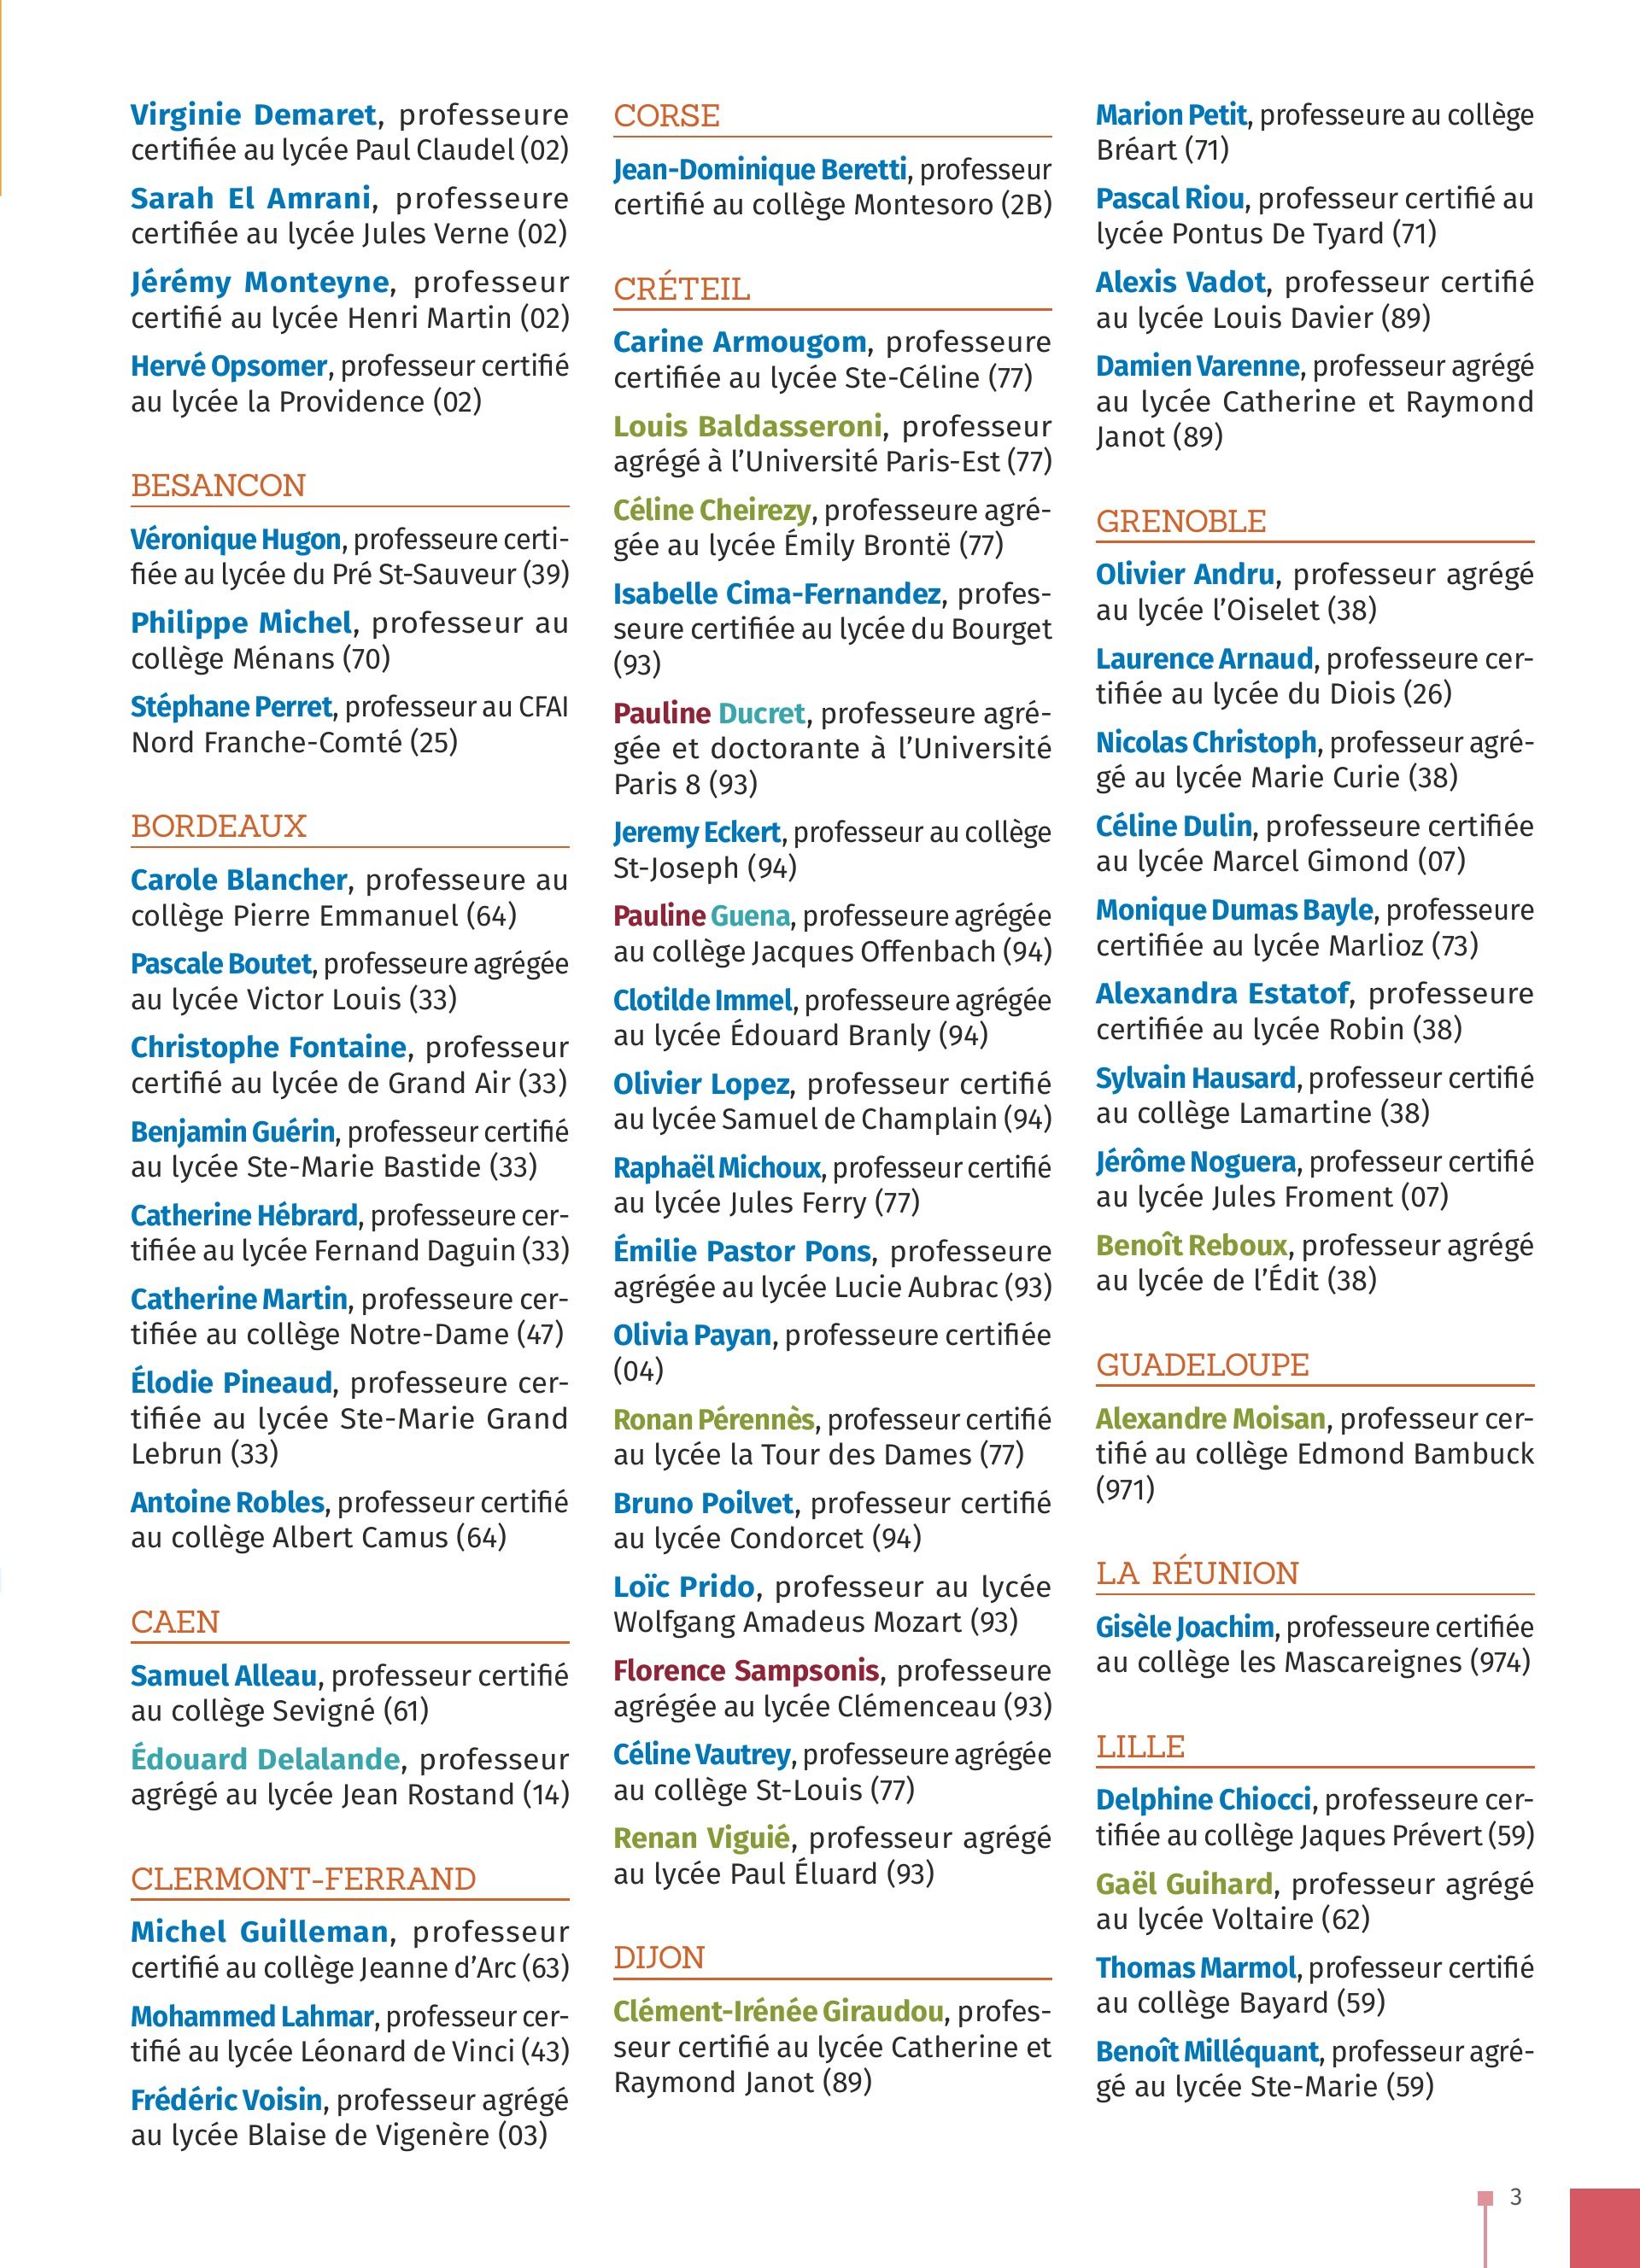 Virginie Demaret, professeure
certifiée au lycée Paul Claudel (02)
Sarah El Amrani, professeure
certifiée au lycée Jules Verne (02)
Jérémy Monteyne, professeur
certifié au lycée Henri Martin (02)
Hervé Opsomer, professeur certifié
au lycée la Providence (02)
BESANCON
Véronique Hugon, professeure certi-
fiée au lycée du Pré St-Sauveur (39)
Philippe Michel, professeur au
collège Ménans (70)
Stéphane Perret, professeur au CFAI
Nord Franche-Comté (25)
BORDEAUX
Carole Blancher, professeure au
collège Pierre Emmanuel (64)
Pascale Boutet, professeure agrégée
au lycée Victor Louis (33)
Christophe Fontaine, professeur
certifié au lycée de Grand Air (33)
Benjamin Guérin, professeur certifié
au lycée Ste-Marie Bastide (33)
Catherine Hébrard, professeure cer-
tifiée au lycée Fernand Daguin (33)
Catherine Martin, professeure cer-
tifiée au collège Notre-Dame (47)
Élodie Pineaud, professeure cer-
tifiée au lycée Ste-Marie Grand
Lebrun (33)
Antoine Robles, professeur certifié
au collège Albert Camus (64)
CAEN
Samuel Alleau, professeur certifié
au collège Sevigné (61)
Édouard Delalande, professeur
agrégé au lycée Jean Rostand (14)
CLERMONT-FERRAND
Michel Guilleman, professeur
certifié au collège Jeanne d'Arc (63)
Mohammed Lahmar, professeur cer-
tifié au lycée Léonard de Vinci (43)
Frédéric Voisin, professeur agrégé
au lycée Blaise de Vigenère (03)
CORSE
Jean-Dominique Beretti, professeur
certifié au collège Montesoro (2B)
CRÉTEIL
Carine Armougom, professeure
certifiée au lycée Ste-Céline (77)
Louis Baldasseroni, professeur
agrégé à l'Université Paris-Est (77)
Céline Cheirezy, professeure agré-
gée au lycée Émily Brontë (77)
Isabelle Cima-Fernandez, profes-
seure certifiée au lycée du Bourget
(93)
Pauline Ducret, professeure agré-
gée et doctorante à l'Université
Paris 8 (93)
Jeremy Eckert, professeur au collège
St-Joseph (94)
Pauline Guena, professeure agrégée
au collège Jacques Offenbach (94)
Clotilde Immel, professeure agrégée
au lycée Édouard Branly (94)
Olivier Lopez, professeur certifié
au lycée Samuel de Champlain (94)
Raphaël Michoux, professeur certifié
au lycée Jules Ferry (77)
Émilie Pastor Pons, professeure
agrégée au lycée Lucie Aubrac (93)
Olivia Payan, professeure certifiée
(04)
Ronan Pérennès, professeur certifié
au lycée la Tour des Dames (77)
Bruno Poilvet, professeur certifié
au lycée Condorcet (94)
Loïc Prido, professeur au lycée
Wolfgang Amadeus Mozart (93)
Florence Sampsonis, professeure
agrégée au lycée Clémenceau (93)
Céline Vautrey, professeure agrégée
au collège St-Louis (77)
Renan Viguié, professeur agrégé
au lycée Paul Éluard (93)
DIJON
Clément-Irénée Giraudou, profes-
seur certifié au lycée Catherine et
Raymond Janot (89)
Marion Petit, professeure au collège
Bréart (71)
Pascal Riou, professeur certifié au
lycée Pontus De Tyard (71)
Alexis Vadot, professeur certifié
au lycée Louis Davier (89)
Damien Varenne, professeur agrégé
au lycée Catherine et Raymond
Janot (89)
GRENOBLE
Olivier Andru, professeur agrégé
au lycée l'Oiselet (38)
Laurence Arnaud, professeure cer-
tifiée au lycée du Diois (26)
Nicolas Christoph, professeur agré-
gé au lycée Marie Curie (38)
Céline Dulin, professeure certifiée
au lycée Marcel Gimond (07)
Monique Dumas Bayle, professeure
certifiée au lycée Marlioz (73)
Alexandra Estatof, professeure
certifiée au lycée Robin (38)
Sylvain Hausard, professeur certifié
au collège Lamartine (38)
Jérôme Noguera, professeur certifié
au lycée Jules Froment (07)
Benoît Reboux, professeur agrégé
au lycée de l'Édit (38)
GUADELOUPE
Alexandre Moisan, professeur cer-
tifié au collège Edmond Bambuck
(971)
LA RÉUNION
Gisèle Joachim, professeure certifiée
au collège les Mascareignes (974)
LILLE
Delphine Chiocci, professeure cer-
tifiée au collège Jaques Prévert (59)
Gaël Guihard, professeur agrégé
au lycée Voltaire (62)
Thomas Marmol, professeur certifié
au collège Bayard (59)
Benoît Milléquant, professeur agré-
gé au lycée Ste-Marie (59)
3